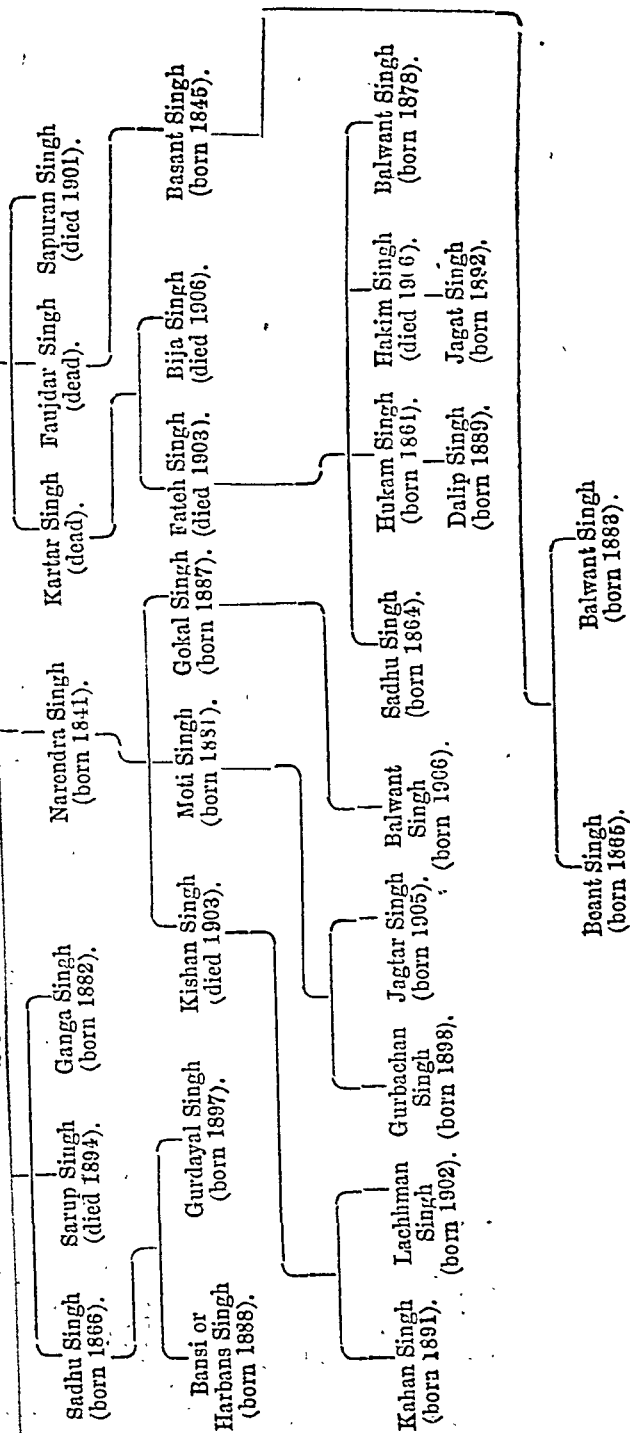 Sadhu Singh
(born 1866).
Sarup Singh
(died 1894).
Ganga Singh
(born 1882).
Narendra Singh
(born 1841).
Kartar Singh
(dead).
Faujdar Singh
(dead).
Sapuran Singh
(died 1901).
Bansi or
Harbans Singh
(born 1888).
Gurdayal Singh
(born 1897).
Kishan Singh
(died 1903).
Moti Singh
(born 1881).
Gokal Singh
(born 1887).
Fateh Singh
(died 1903).
Bija Singh
(died 1906).
Basant Singh
(born 1845).
Kahan Singh
(born 1891).
Lachhman
Singh
(born 1902).
Gurbachan
Singh
(born 1898).
Jagtar Singh
(born 1905).
Balwant
Singh
(born 1906).
Sadhu Singh
(born 1864).
Hukam Singh
(born 1861).
Hakim Singh
(died 1906).
Balwant Singh
(born 1878).
Dalip Singh
(born 1889).
Jagat Singh
(born 1892).
Beant Singh
(born 1865).
Balwant Singh
(born 1883).